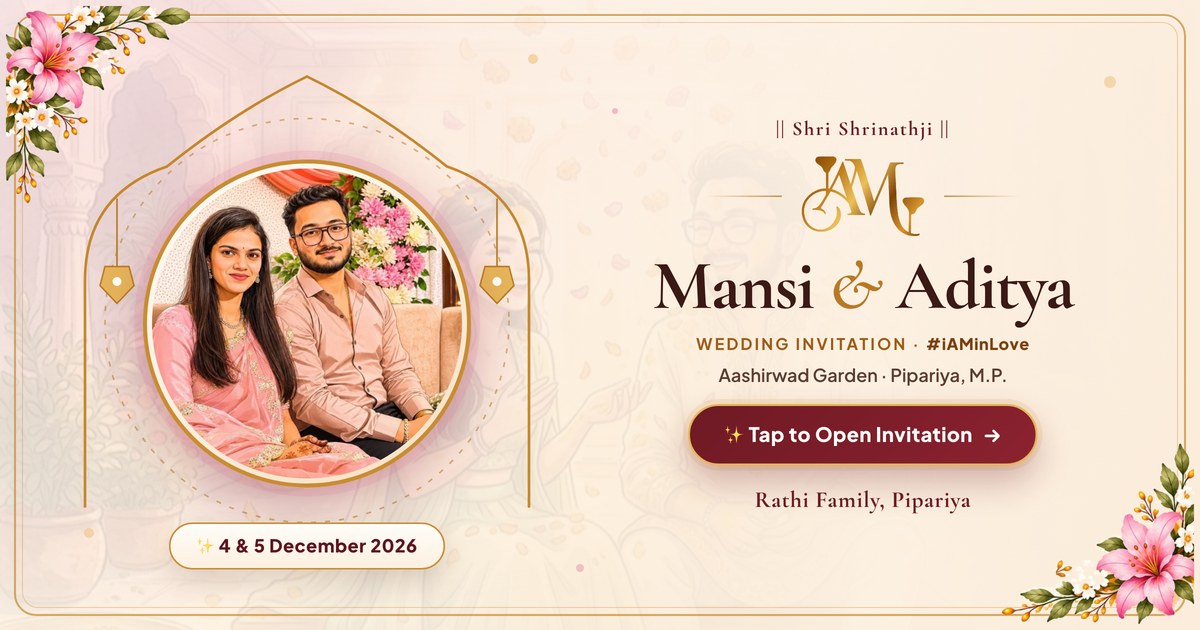 || Shri Shrinathji ||
AM
Mansi & Aditya
WEDDING INVITATION · #iAMinLove
Aashirwad Garden · Pipariya, M.P.
✨ Tap to Open Invitation →
Rathi Family, Pipariya
✨ 4 & 5 December 2026